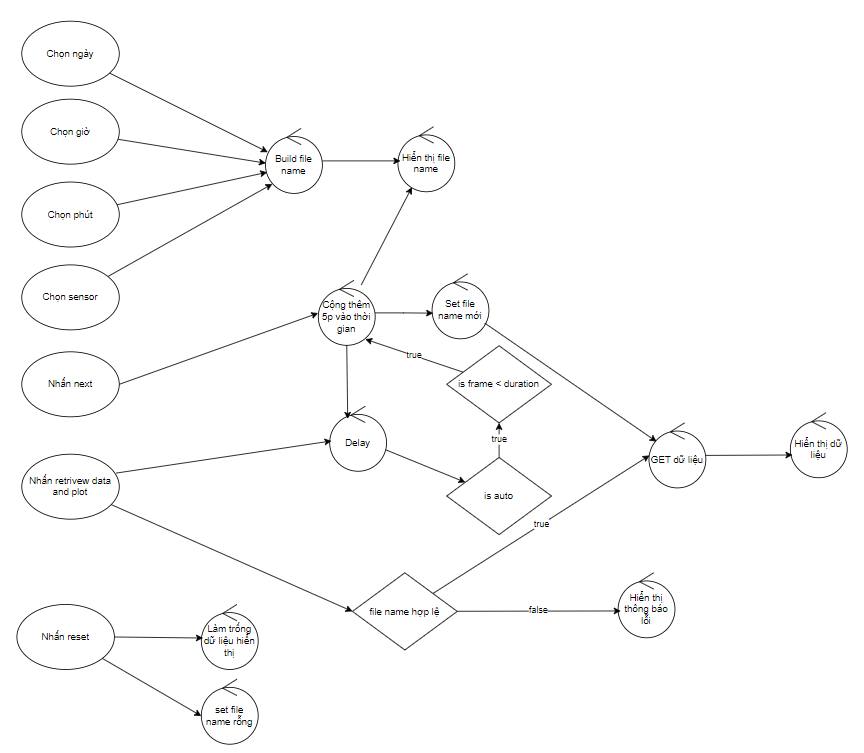 Chọn ngày
Chọn giờ
Build file
name
Hiển thị file
name
Chọn phút
Chọn sensor
Cộng thêm
5p vào thời
gian
Set file
name mới
true
Nhấn next
is frame < duration
true
Delay
GET dữ liệu
Hiển thị dữ
liệu
Nhấn retrivew data
and plot
is auto
true
file name hợp lệ
false
Hiển thị
thông báo
lỗi
Nhấn reset
Làm trống
dữ liệu hiển
thị
set file
name rỗng